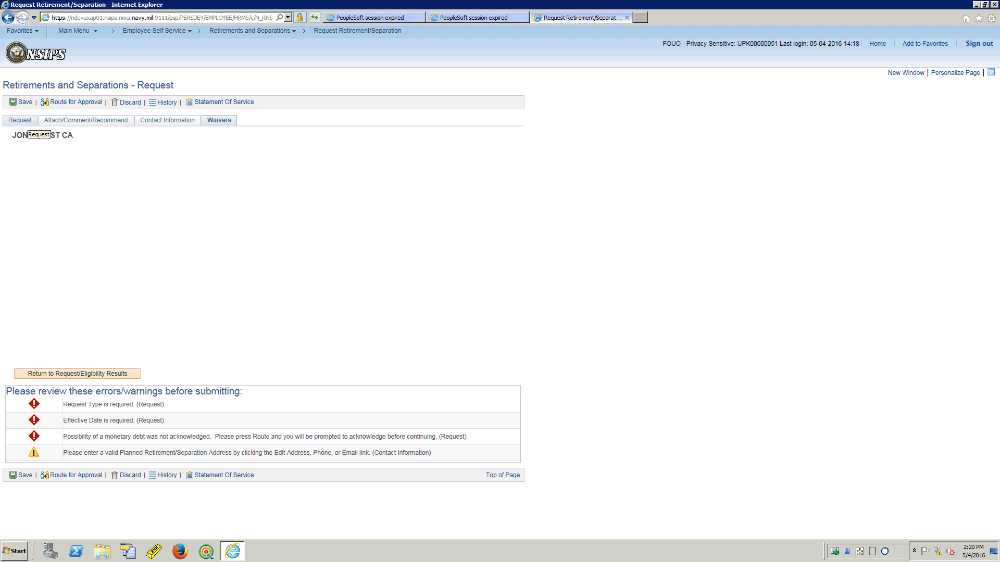 Request Retirement/Separation - Internet Explorer
https://ndevuxap01.nsips.nmci.navy.mil:9111/psp/PERSDEV/EMPLOYEE/HRMS/c/N_RNS_
PeopleSoft session expired
PeopleSoft session expired
Request Retirement/Separat...
Favorites
Main Menu > Employee Self Service > Retirements and Separations > Request Retirement/Separation
NSIPS
FOUO - Privacy Sensitive: UPK00000051 Last login: 05-04-2016 14:18
Home
Add to Favorites
Sign out
New Window | Personalize Page |
Retirements and Separations - Request
Save | Route for Approval | Discard | History | Statement Of Service
Request
Attach/Comment/Recommend
Contact Information
Waivers
JON
Request
ST CA
Return to Request/Eligibility Results
Please review these errors/warnings before submitting:
Request Type is required. (Request)
Effective Date is required. (Request)
Possibility of a monetary debt was not acknowledged. Please press Route and you will be prompted to acknowledge before continuing. (Request)
Please enter a valid Planned Retirement/Separation Address by clicking the Edit Address, Phone, or Email link. (Contact Information)
Save | Route for Approval | Discard | History | Statement Of Service
Top of Page
Start
2:20 PM
5/4/2016